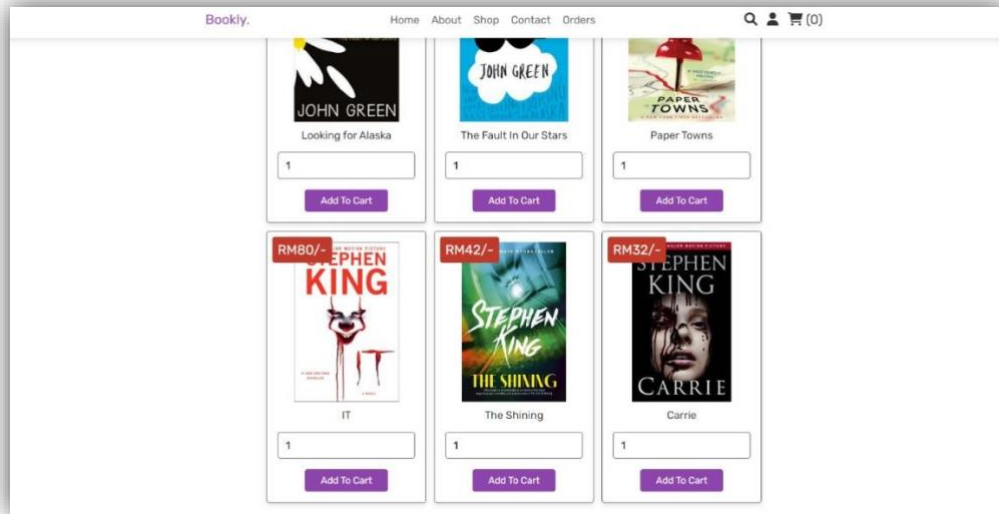 Bookly.
Home About Shop Contact Orders
(0)
JOHN GREEN
JOHN GREEN
PAPER
TOWNS
Looking for Alaska
The Fault In Our Stars
Paper Towns
1
1
1
Add To Cart
Add To Cart
Add To Cart
RM80/-
STEPHEN
KING
IT
RM42/-
STEPHEN
KING
THE SHINING
RM32/-
STEPHEN
KING
CARRIE
IT
The Shining
Carrie
1
1
1
Add To Cart
Add To Cart
Add To Cart